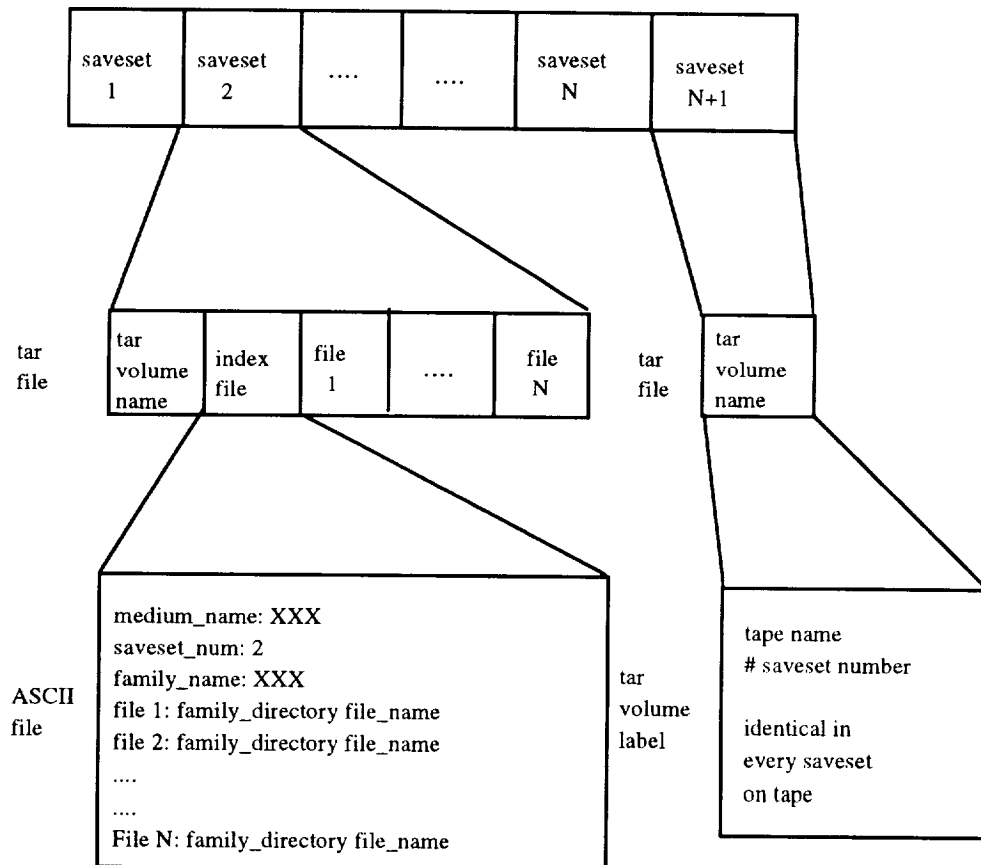 saveset
1
saveset
2
....
....
saveset
N
saveset
N+1
tar
file
tar
volume
name
index
file
file
1
....
file
N
tar
file
tar
volume
name
ASCII
file
medium_name: XXX
saveset_num: 2
family_name: XXX
file 1: family_directory file_name
file 2: family_directory file_name
....
....
File N: family_directory file_name
tar
volume
label
tape name
# saveset number
identical in
every saveset
on tape